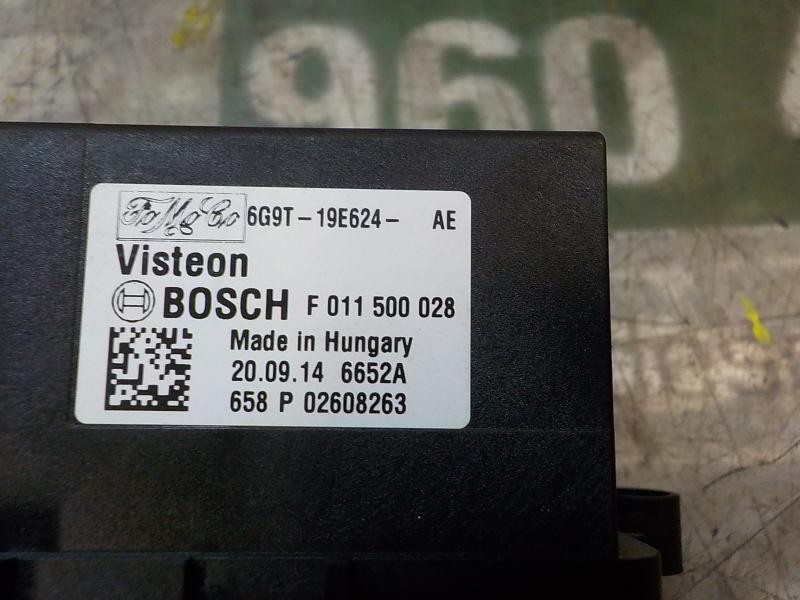 960
FoMoCo 6G9T-19E624- AE
Visteon
BOSCH F 011 500 028
Made in Hungary
20.09.14 6652A
658 P 02608263